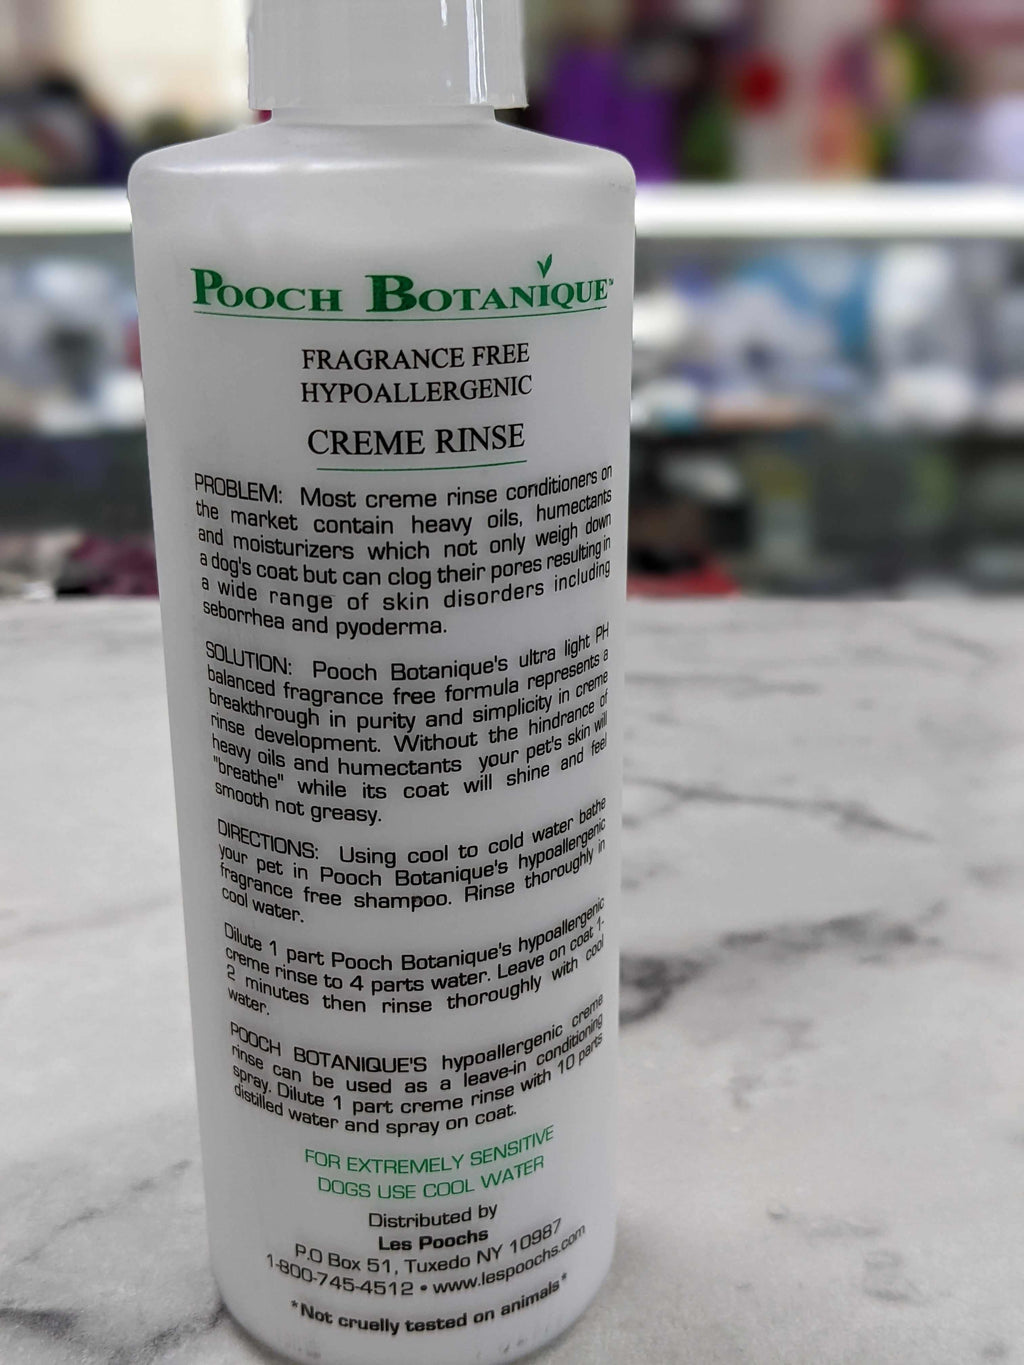 POOCH BOTANIQUE™
FRAGRANCE FREE
HYPOALLERGENIC
CREME RINSE
PROBLEM: Most creme rinse conditioners on
the market contain heavy oils, humectants
and moisturizers which not only weigh down
a dog's coat but can clog their pores resulting in
a wide range of skin disorders including
seborrhea and pyoderma.
SOLUTION: Pooch Botanique's ultra light PH
balanced fragrance free formula represents a
breakthrough in purity and simplicity in creme
rinse development. Without the hindrance of
heavy oils and humectants your pet's skin will
"breathe" while its coat will shine and feel
smooth not greasy.
DIRECTIONS: Using cool to cold water bathe
your pet in Pooch Botanique's hypoallergenic
fragrance free shampoo. Rinse thoroughly in
cool water.
Dilute 1 part Pooch Botanique's hypoallergenic
creme rinse to 4 parts water. Leave on coat 1-
2 minutes then rinse thoroughly with cool
water.
POOCH BOTANIQUE'S hypoallergenic creme
rinse can be used as a leave-in conditioning
spray. Dilute 1 part creme rinse with 10 parts
distilled water and spray on coat.
FOR EXTREMELY SENSITIVE
DOGS USE COOL WATER
Distributed by
Les Poochs
P.O Box 51, Tuxedo NY 10987
1-800-745-4512 • www.lespoochs.com
*Not cruelly tested on animals*